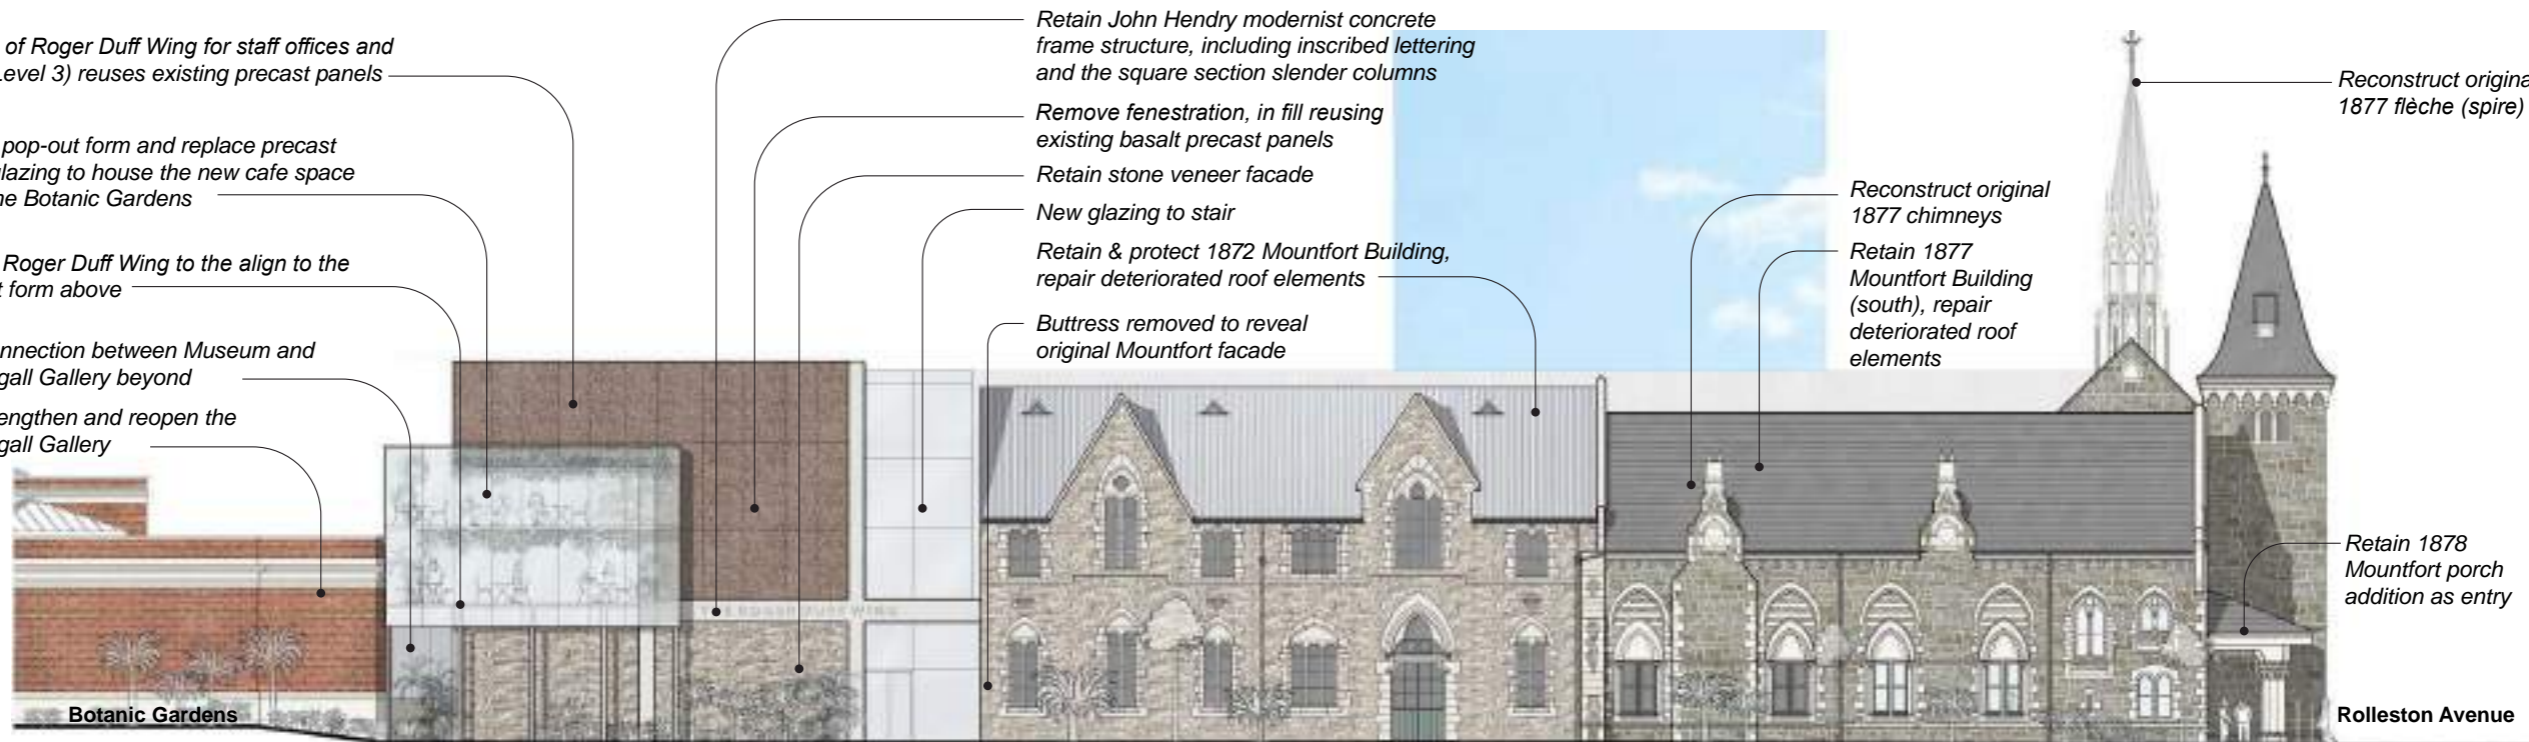 of Roger Duff Wing for staff offices and
Level 3) reuses existing precast panels
pop-out form and replace precast
glazing to house the new cafe space
he Botanic Gardens
Roger Duff Wing to the align to the
t form above
nnection between Museum and
gall Gallery beyond
engthen and reopen the
gall Gallery
Retain John Hendry modernist concrete
frame structure, including inscribed lettering
and the square section slender columns
Remove fenestration, in fill reusing
existing basalt precast panels
Retain stone veneer facade
New glazing to stair
Retain & protect 1872 Mountfort Building,
repair deteriorated roof elements
Buttress removed to reveal
original Mountfort facade
Reconstruct original
1877 chimneys
Retain 1877
Mountfort Building
(south), repair
deteriorated roof
elements
Reconstruct origina
1877 flèche (spire)
Retain 1878
Mountfort porch
addition as entry
ROGER DUFF WING
Botanic Gardens
Rolleston Avenue